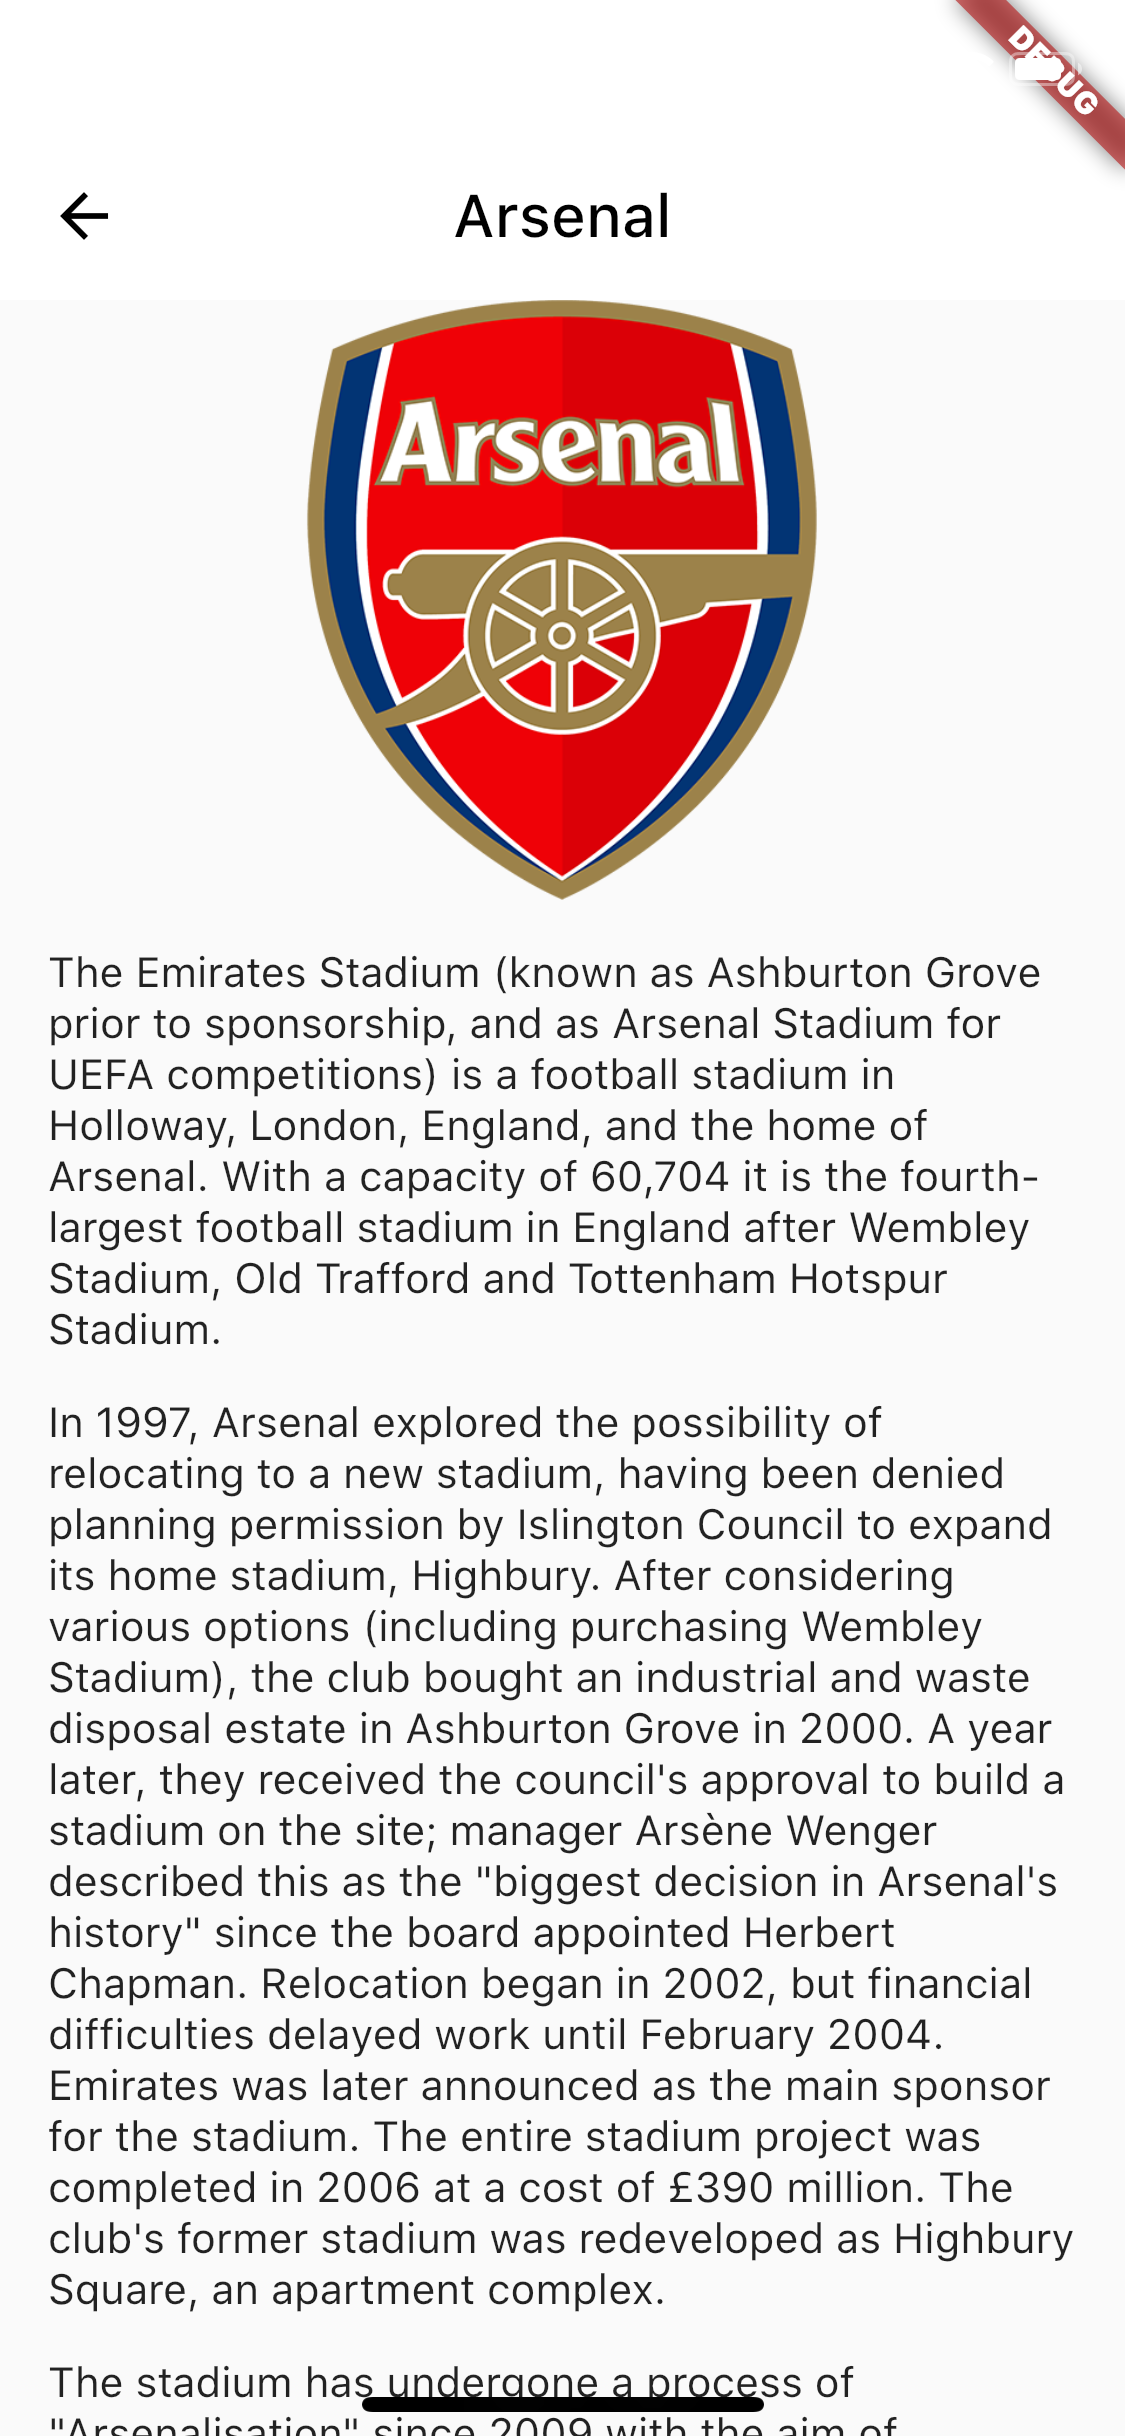 DEBUG
Arsenal
Arsenal
The Emirates Stadium (known as Ashburton Grove
prior to sponsorship, and as Arsenal Stadium for
UEFA competitions) is a football stadium in
Holloway, London, England, and the home of
Arsenal. With a capacity of 60,704 it is the fourth-
largest football stadium in England after Wembley
Stadium, Old Trafford and Tottenham Hotspur
Stadium.
In 1997, Arsenal explored the possibility of
relocating to a new stadium, having been denied
planning permission by Islington Council to expand
its home stadium, Highbury. After considering
various options (including purchasing Wembley
Stadium), the club bought an industrial and waste
disposal estate in Ashburton Grove in 2000. A year
later, they received the council's approval to build a
stadium on the site; manager Arsène Wenger
described this as the "biggest decision in Arsenal's
history" since the board appointed Herbert
Chapman. Relocation began in 2002, but financial
difficulties delayed work until February 2004.
Emirates was later announced as the main sponsor
for the stadium. The entire stadium project was
completed in 2006 at a cost of £390 million. The
club's former stadium was redeveloped as Highbury
Square, an apartment complex.
The stadium has undergone a process of
"Arsenalisation" since 2009 with the aim of